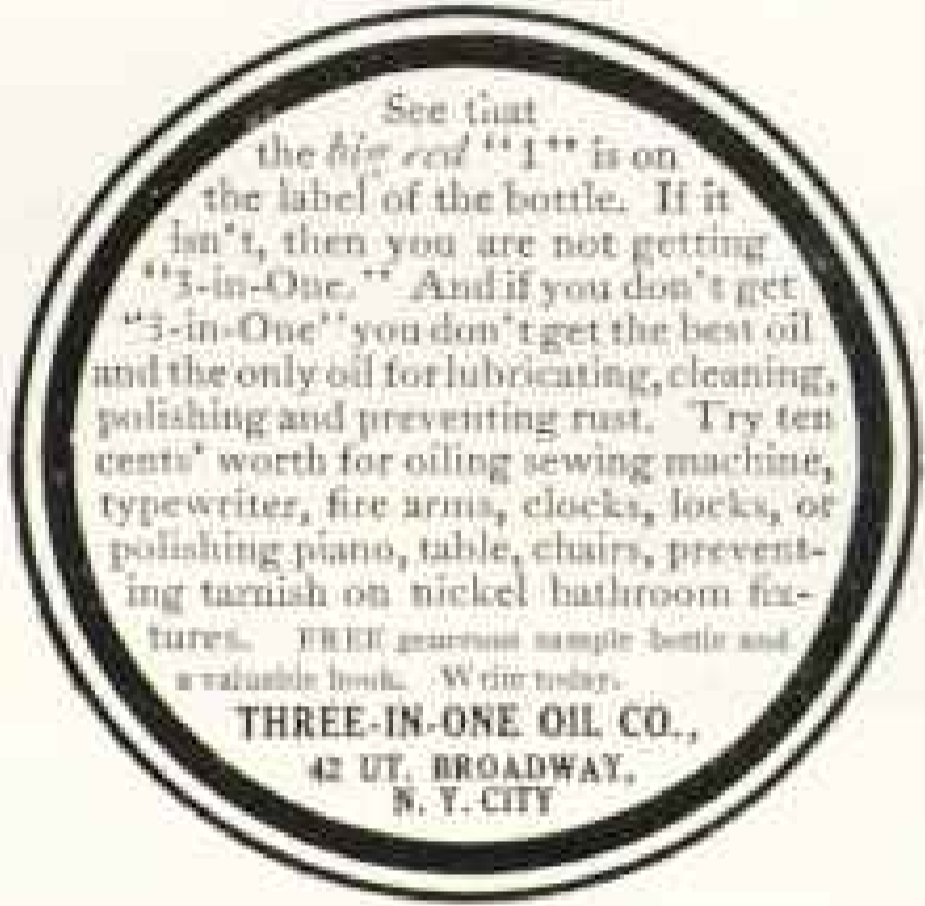 See that
the big red "1" is on
the label of the bottle. If it
isn't, then you are not getting
"3-in-One." And if you don't get
"3-in-One" you don't get the best oil
and the only oil for lubricating, cleaning,
polishing and preventing rust. Try ten
cents' worth for oiling sewing machine,
typewriter, fire arms, clocks, locks, or
polishing piano, table, chairs, prevent-
ing tarnish on nickel bathroom fix-
tures. FREE generous sample bottle and
a valuable book. Write today.
THREE-IN-ONE OIL CO.,
42 UT. BROADWAY,
N. Y. CITY